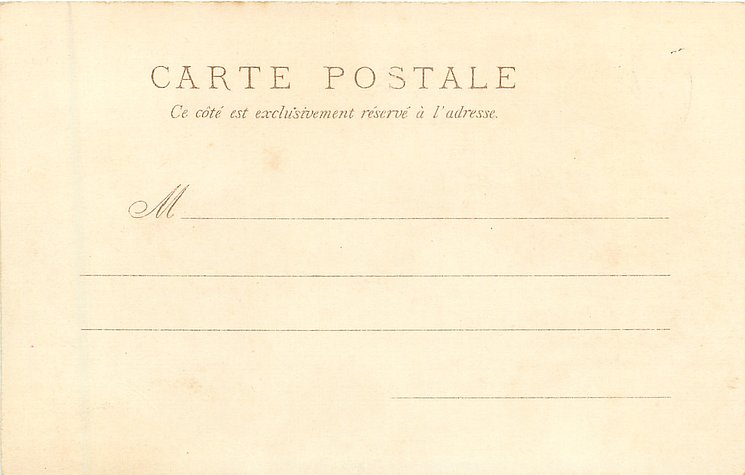 CARTE POSTALE
Ce côté est exclusivement réservé à l'adresse.
M